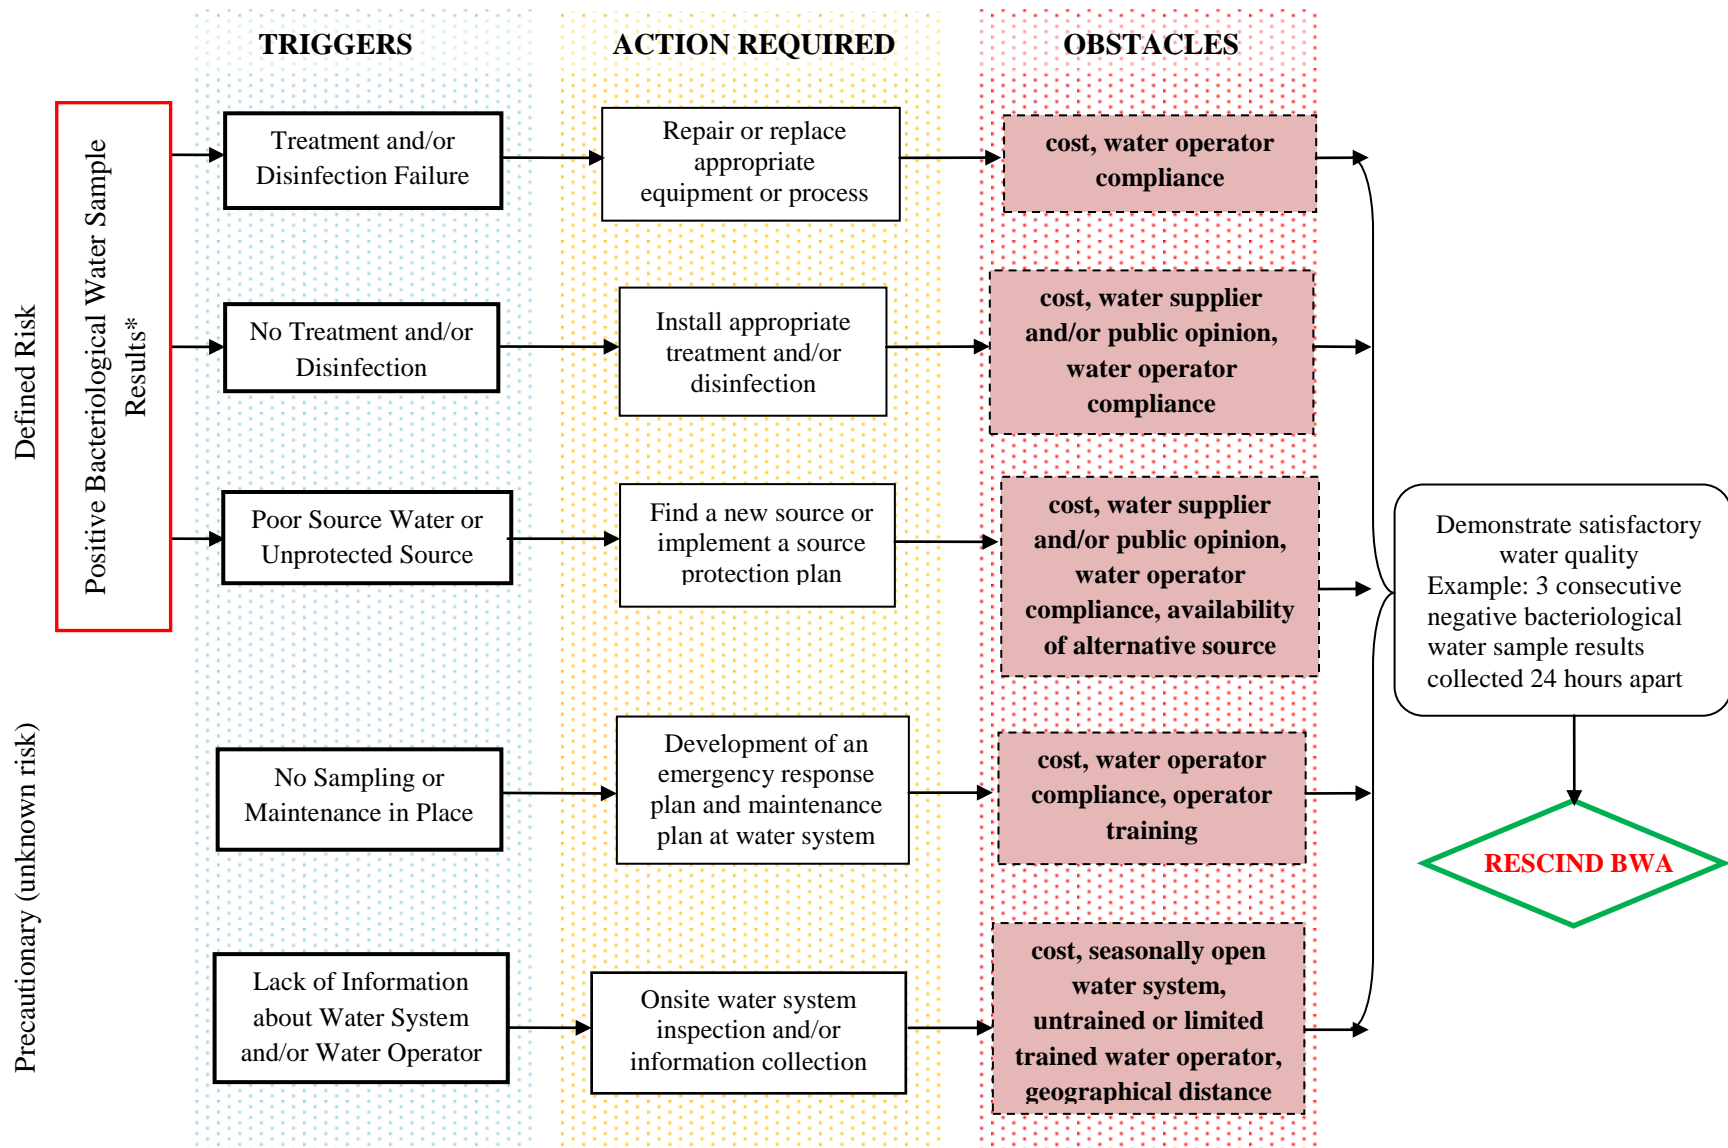 TRIGGERS
ACTION REQUIRED
OBSTACLES
Defined Risk
Positive Bacteriological Water Sample
Results*
Treatment and/or
Disinfection Failure
Repair or replace
appropriate
equipment or process
cost, water operator
compliance
No Treatment and/or
Disinfection
Install appropriate
treatment and/or
disinfection
cost, water supplier
and/or public opinion,
water operator
compliance
Poor Source Water or
Unprotected Source
Find a new source or
implement a source
protection plan
cost, water supplier
and/or public opinion,
water operator
compliance, availability
of alternative source
Precautionary (unknown risk)
No Sampling or
Maintenance in Place
Development of an
emergency response
plan and maintenance
plan at water system
cost, water operator
compliance, operator
training
Lack of Information
about Water System
and/or Water Operator
Onsite water system
inspection and/or
information collection
cost, seasonally open
water system,
untrained or limited
trained water operator,
geographical distance
Demonstrate satisfactory
water quality
Example: 3 consecutive
negative bacteriological
water sample results
collected 24 hours apart
RESCIND BWA